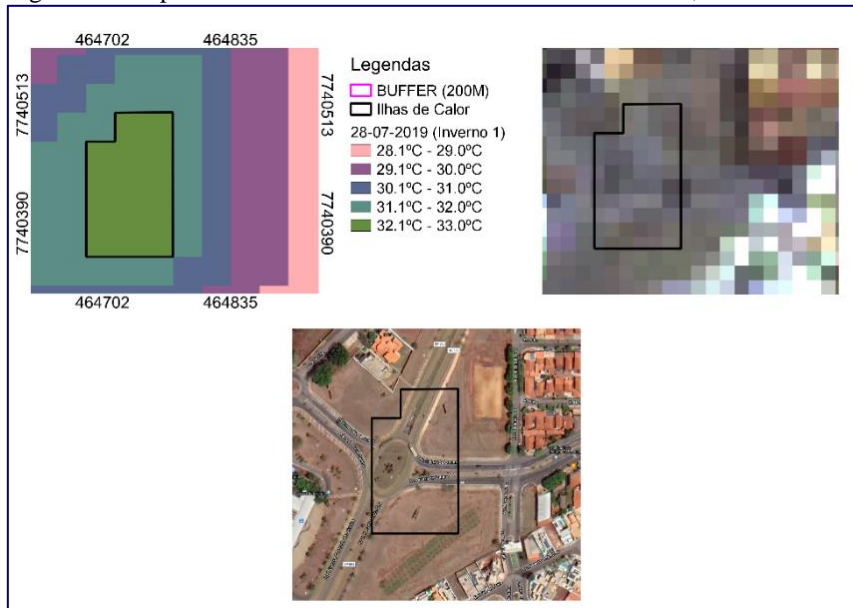 464702
464835
7740513
7740390
7740513
7740390
464702
464835
Legendas
BUFFER (200M)
Ilhas de Calor
28-07-2019 (Inverno 1)
28.1ºC - 29.0ºC
29.1ºC - 30.0ºC
30.1ºC - 31.0ºC
31.1ºC - 32.0ºC
32.1ºC - 33.0ºC